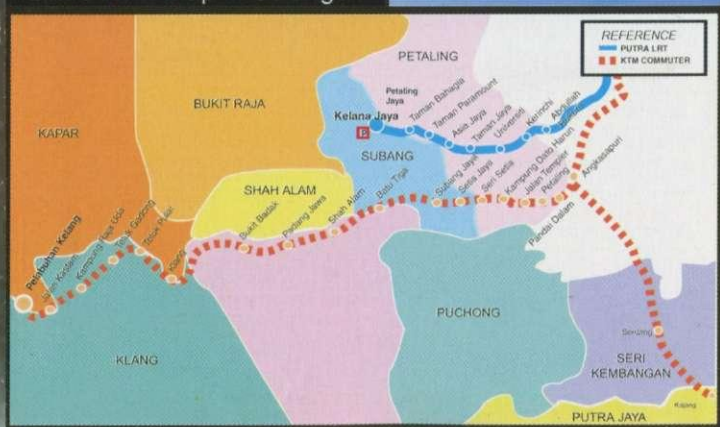 REFERENCE
PUTRA LRT
KTM COMMUTER
PETALING
BUKIT RAJA
KAPAR
Petaling
Jaya
Kelana Jaya
Taman Bahagia
Taman Paramount
Asia Jaya
Taman Jaya
Universiti
Kerinchi
Abdullah
SUBANG
SHAH ALAM
Pelabuhan Kelang
Jalan Kastam
Kampung Raja Uda
Teluk Gadong
Teluk Pulai
Klang
Bukit Badak
Padang Jawa
Shah Alam
Batu Tiga
Subang Jaya
Setia Jaya
Seri Setia
Kampung Dato Harun
Jalan Templer
Petaling
Pandai Dalam
Angkasapuri
PUCHONG
KLANG
Serdang
SERI
KEMBANGAN
Kajang
PUTRA JAYA